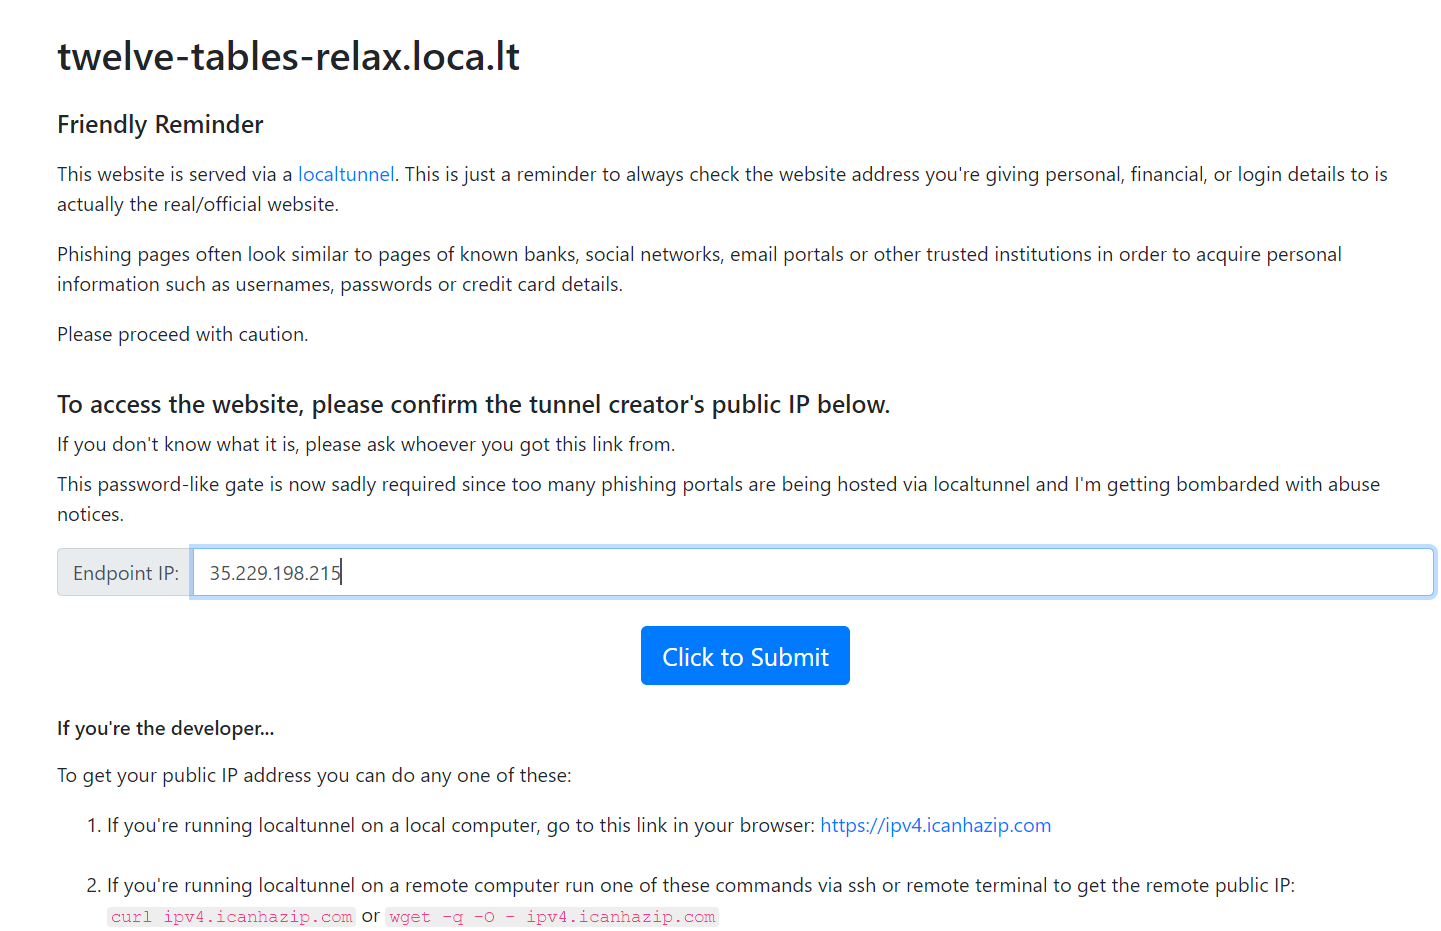 twelve-tables-relax.loca.lt
Friendly Reminder
This website is served via a localtunnel. This is just a reminder to always check the website address you're giving personal, financial, or login details to is
actually the real/official website.
Phishing pages often look similar to pages of known banks, social networks, email portals or other trusted institutions in order to acquire personal
information such as usernames, passwords or credit card details.
Please proceed with caution.
To access the website, please confirm the tunnel creator's public IP below.
If you don't know what it is, please ask whoever you got this link from.
This password-like gate is now sadly required since too many phishing portals are being hosted via localtunnel and I'm getting bombarded with abuse
notices.
Endpoint IP: 35.229.198.215
Click to Submit
If you're the developer...
To get your public IP address you can do any one of these:
1. If you're running localtunnel on a local computer, go to this link in your browser: https://ipv4.icanhazip.com
2. If you're running localtunnel on a remote computer run one of these commands via ssh or remote terminal to get the remote public IP:
curl ipv4.icanhazip.com or wget -q -O - ipv4.icanhazip.com